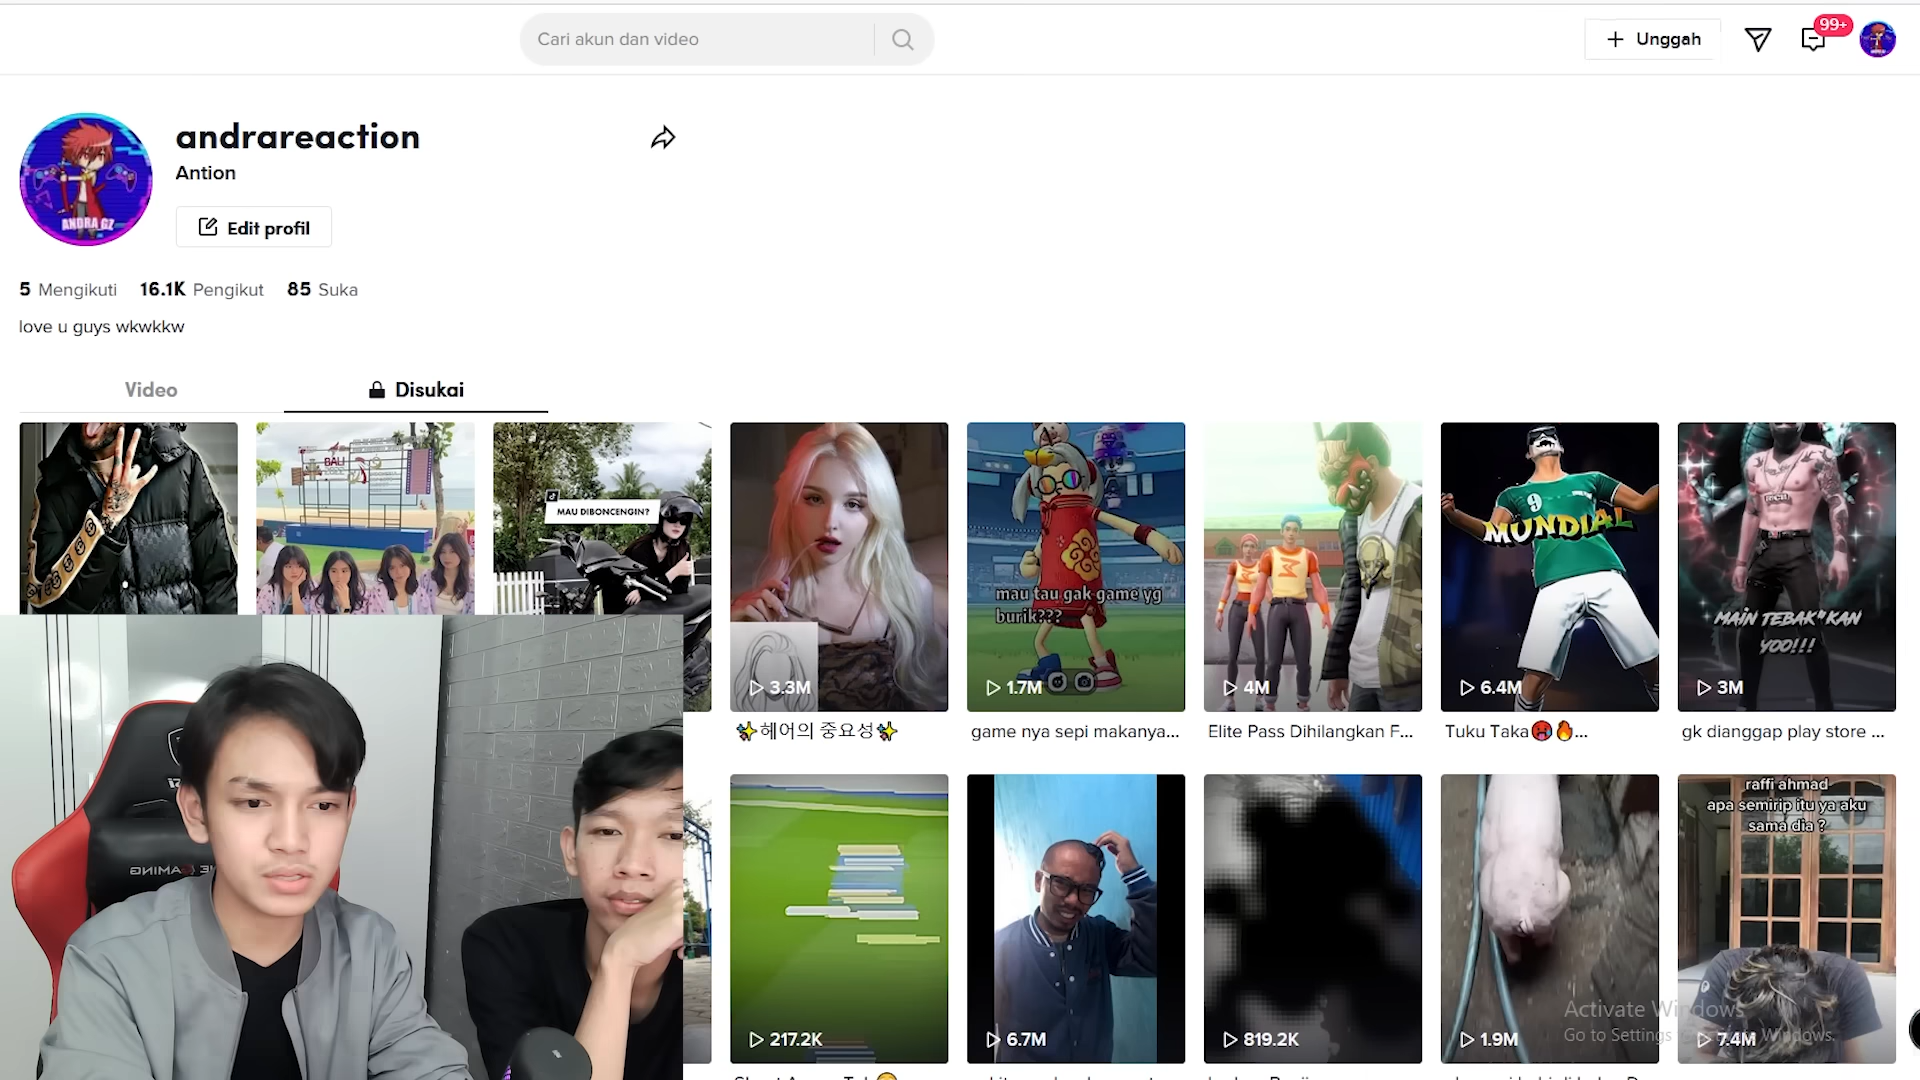 Cari akun dan video
Unggah
99+
andrareaction
Antion
Edit profil
5 Mengikuti 16.1K Pengikut 85 Suka
love u guys wkwkkw
Video
Disukai
ANDRA GZ
BALI
MAU DIBONCENGIN?
mau tau gak game yg
burik???
9
MUNDIAL
MAIN TEBAK"KAN
YOO!!!
3.3M
1.7M
4M
6.4M
3M
✨헤어의 중요성✨
game nya sepi makanya...
Elite Pass Dihilangkan F...
Tuku Taka🥵🔥...
gk dianggap play store ...
raffi ahmad
apa semirip itu ya aku
sama dia ?
217.2K
6.7M
819.2K
1.9M
7.4M
Activate Windows
Go to Settings
Windows.